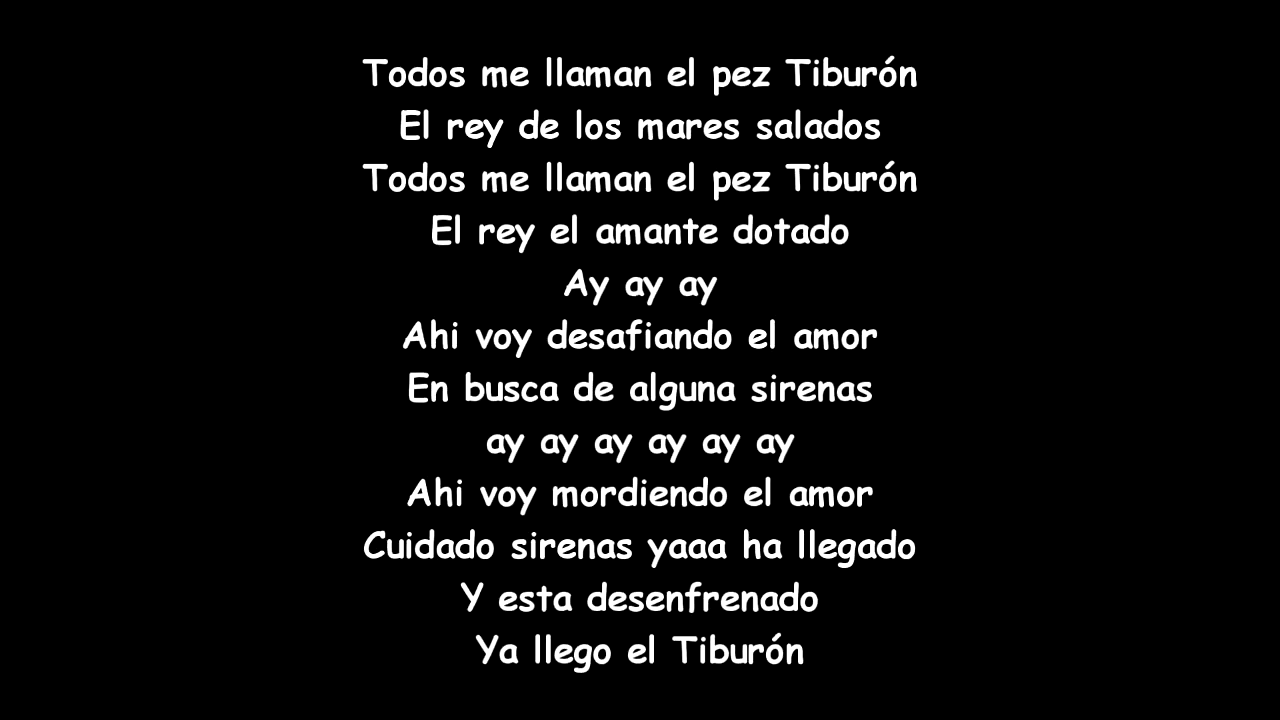 Todos me llaman el pez Tiburón
El rey de los mares salados
Todos me llaman el pez Tiburón
El rey el amante dotado
Ay ay ay
Ahi voy desafiando el amor
En busca de alguna sirenas
ay ay ay ay ay ay
Ahi voy mordiendo el amor
Cuidado sirenas yaaa ha llegado
Y esta desenfrenado
Ya llego el Tiburón